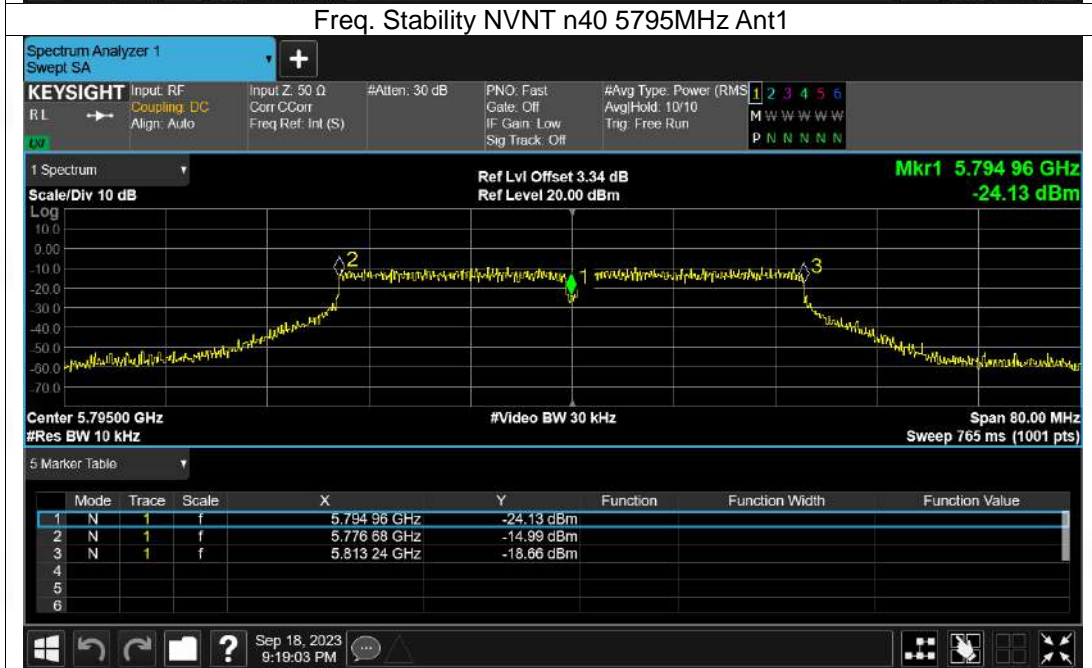 Freq. Stability NVNT n40 5795MHz Ant1
Spectrum Analyzer 1
Swept SA
+
KEYSIGHT Input: RF Input Z: 50 Ω #Atten: 30 dB PNO: Fast #Avg Type: Power (RMS 1 2 3 4 5 6
RL Coupling: DC Corr CCorr Gate: Off Avg|Hold: 10/10 M W W W W W
Align: Auto Freq Ref: Int (S) IF Gain: Low Trig: Free Run
LXI Sig Track: Off P N N N N N
1 Spectrum Ref Lvl Offset 3.34 dB Mkr1 5.794 96 GHz
Scale/Div 10 dB Ref Level 20.00 dBm -24.13 dBm
Log
10.0
0.00
-10.0
-20.0
-30.0
-40.0
-50.0
-60.0
-70.0
2
1
3
Center 5.79500 GHz #Video BW 30 kHz Span 80.00 MHz
#Res BW 10 kHz Sweep 765 ms (1001 pts)
5 Marker Table
Mode Trace Scale X Y Function Function Width Function Value
1 N 1 f 5.794 96 GHz -24.13 dBm
2 N 1 f 5.776 68 GHz -14.99 dBm
3 N 1 f 5.813 24 GHz -18.66 dBm
4
5
6
? Sep 18, 2023
9:19:03 PM